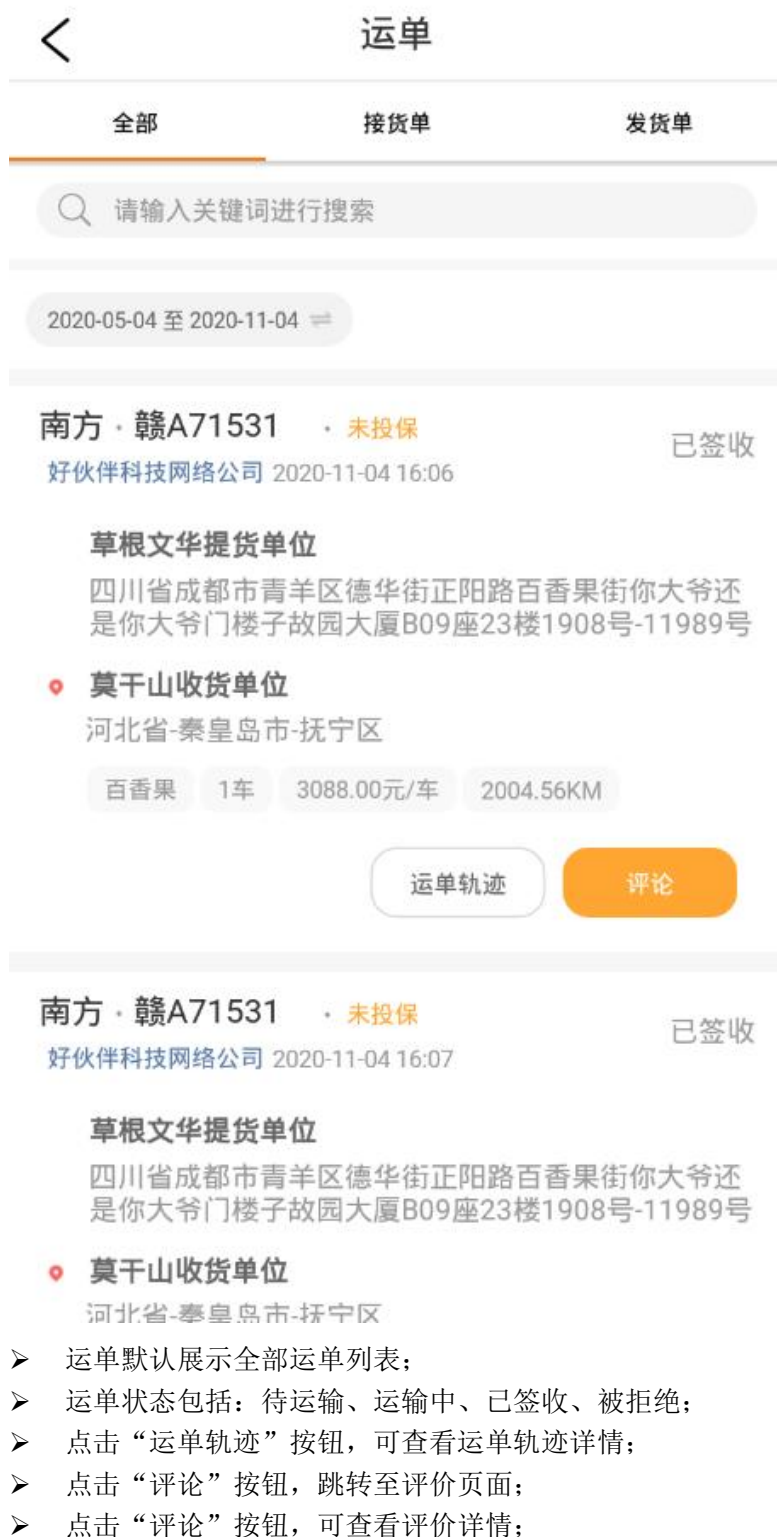 运单
全部 接货单 发货单
请输入关键词进行搜索
2020-05-04 至 2020-11-04
南方 · 赣A71531 · 未投保
已签收
好伙伴科技网络公司 2020-11-04 16:06
草根文华提货单位
四川省成都市青羊区德华街正阳路百香果街你大爷还
是你大爷门楼子故园大厦B09座23楼1908号-11989号
莫干山收货单位
河北省-秦皇岛市-抚宁区
百香果 1车 3088.00元/车 2004.56KM
运单轨迹 评论
南方 · 赣A71531 · 未投保
已签收
好伙伴科技网络公司 2020-11-04 16:07
草根文华提货单位
四川省成都市青羊区德华街正阳路百香果街你大爷还
是你大爷门楼子故园大厦B09座23楼1908号-11989号
莫干山收货单位
河北省-秦皇岛市-抚宁区
➢ 运单默认展示全部运单列表；
➢ 运单状态包括：待运输、运输中、已签收、被拒绝；
➢ 点击“运单轨迹”按钮，可查看运单轨迹详情；
➢ 点击“评论”按钮，跳转至评价页面；
➢ 点击“评论”按钮，可查看评价详情；